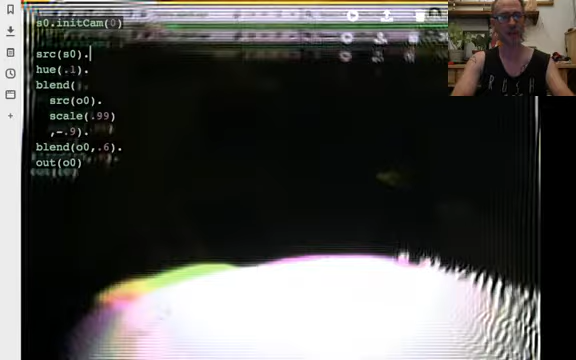 s0.initCam(0)
src(s0).
hue(.1).
blend(
src(o0).
scale(.99)
,-.9).
blend(o0,.6).
out(o0)